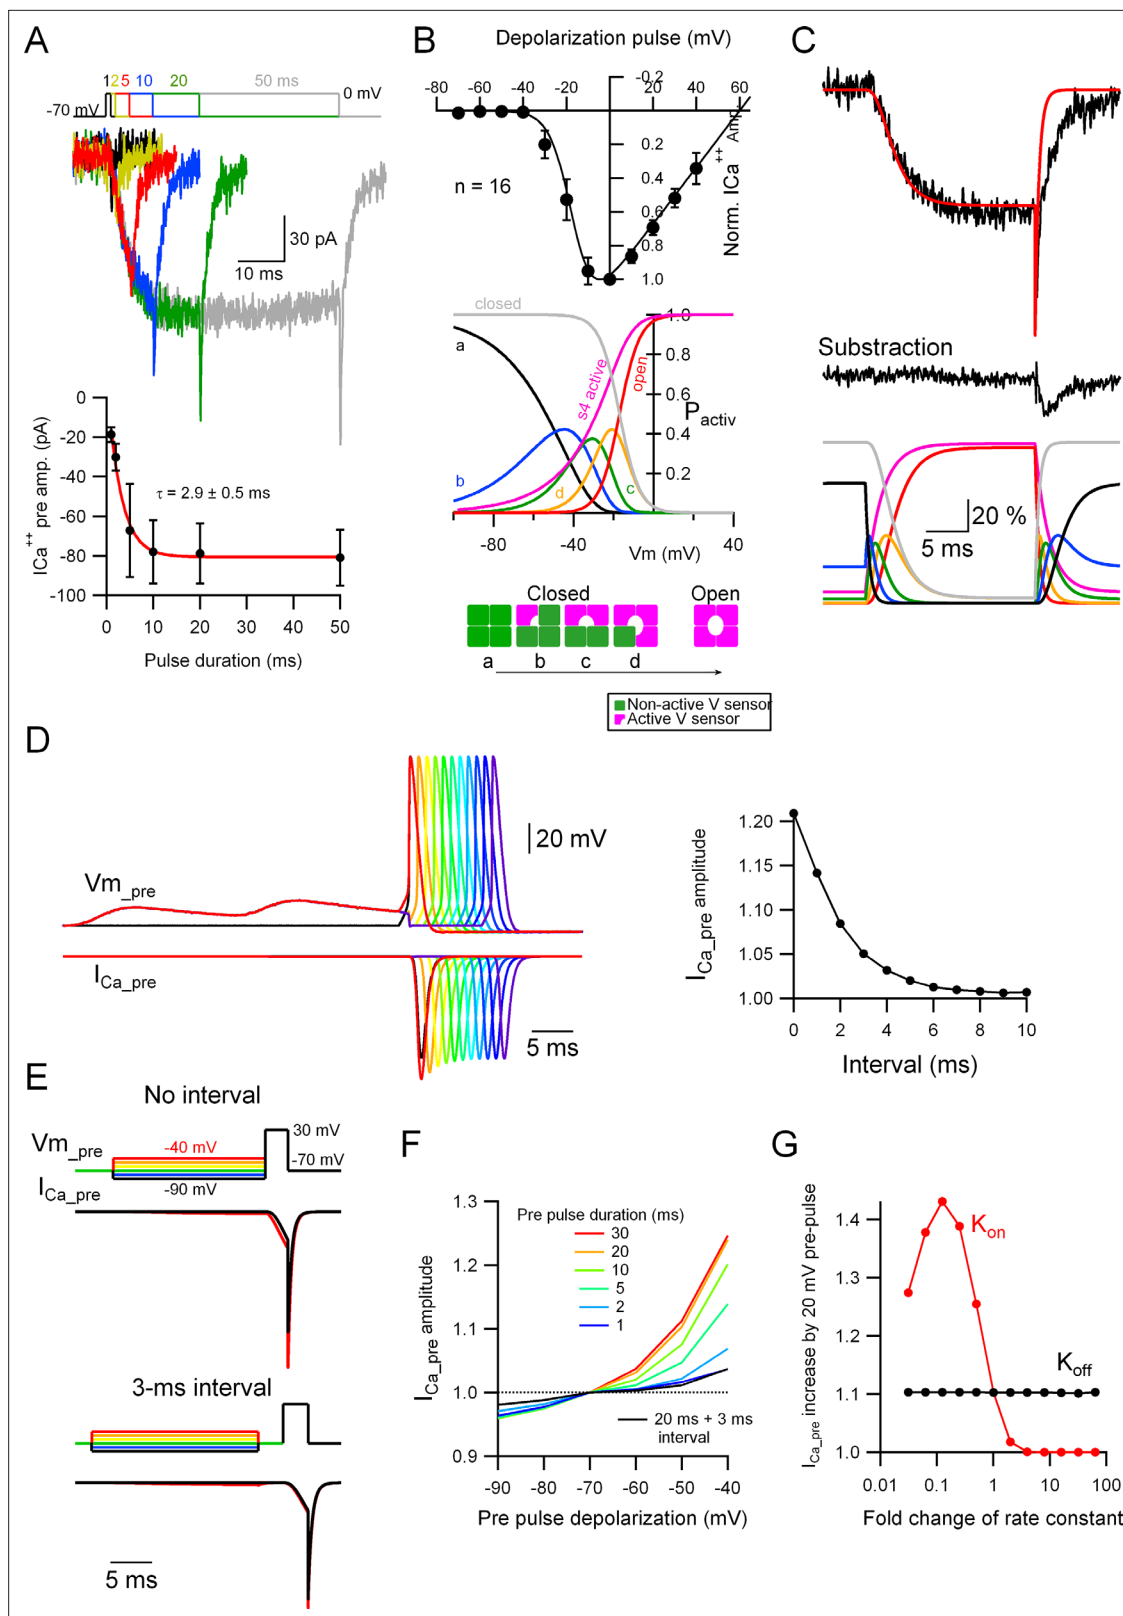 A
1 2 5 10 20 50 ms
-70 mV
0 mV
30 pA
10 ms
ICa++ pre amp. (pA)
0
-20
-40
-60
-80
-100
τ = 2.9 ± 0.5 ms
0 10 20 30 40 50
Pulse duration (ms)
B
Depolarization pulse (mV)
-80 -60 -40 -20 0 20 40 60
-0.2
0.2
0.4
0.6
0.8
1.0
Norm. ICa++ Amp
n = 16
closed
a
b
s4 active
open
d
c
1.0
0.8
0.6
0.4
0.2
Pactiv
-80 -40 Vm (mV) 40
Closed Open
a b c d
Non-active V sensor
Active V sensor
C
Substraction
20 %
5 ms
D
Vm_pre
20 mV
ICa_pre
5 ms
ICa_pre amplitude
1.20
1.15
1.10
1.05
1.00
0 2 4 6 8 10
Interval (ms)
E
No interval
Vm_pre
-40 mV
30 mV
-70 mV
ICa_pre
-90 mV
3-ms interval
5 ms
F
ICa_pre amplitude
1.3
1.2
1.1
1.0
0.9
Pre pulse duration (ms)
30
20
10
5
2
1
20 ms + 3 ms
interval
-90 -80 -70 -60 -50 -40
Pre pulse depolarization (mV)
G
ICa_pre increase by 20 mV pre-pulse
1.4
1.3
1.2
1.1
1.0
Kon
Koff
0.01 0.1 1 10 100
Fold change of rate constant